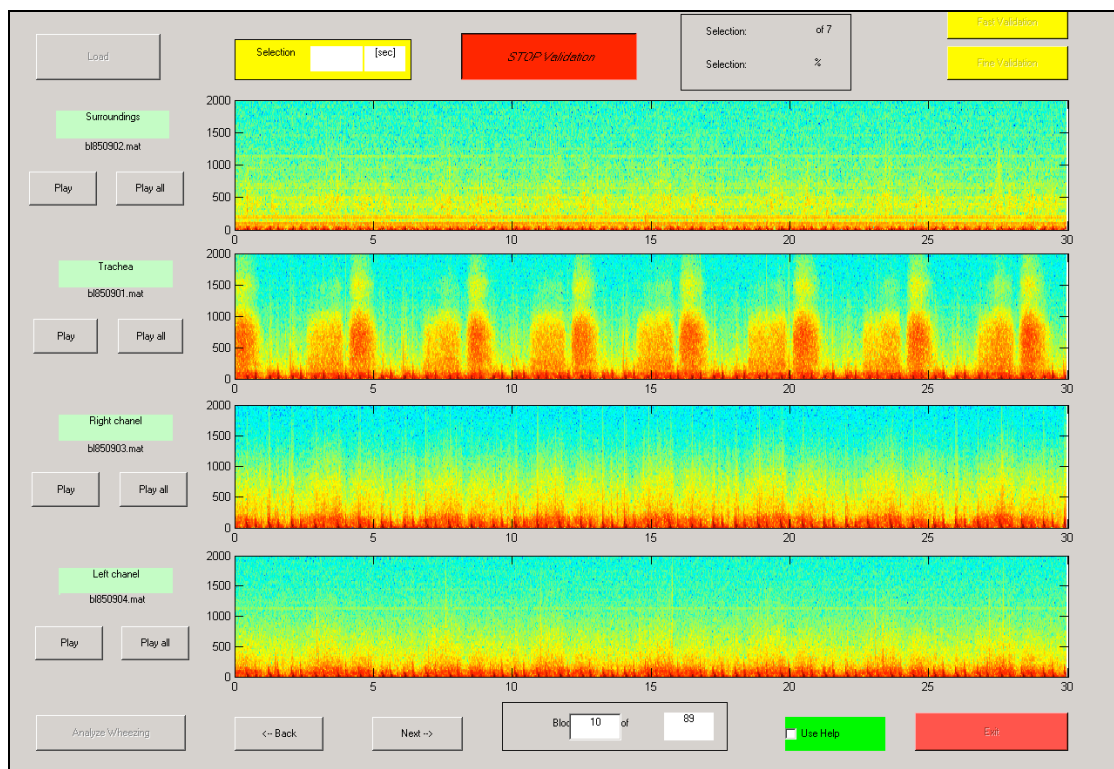 Load
Selection [sec]
STOP Validation
Selection: of 7
Selection: %
Fast Validation
Fine Validation
Surroundings
bl850902.mat
Play Play all
2000
1500
1000
500
0
0 5 10 15 20 25 30
Trachea
bl850901.mat
Play Play all
2000
1500
1000
500
0
0 5 10 15 20 25 30
Right chanel
bl850903.mat
Play Play all
2000
1500
1000
500
0
0 5 10 15 20 25 30
Left chanel
bl850904.mat
Play Play all
2000
1500
1000
500
0
0 5 10 15 20 25 30
Analyze Wheezing
<-- Back
Next -->
Bloc 10 of 89
Use Help
Exit